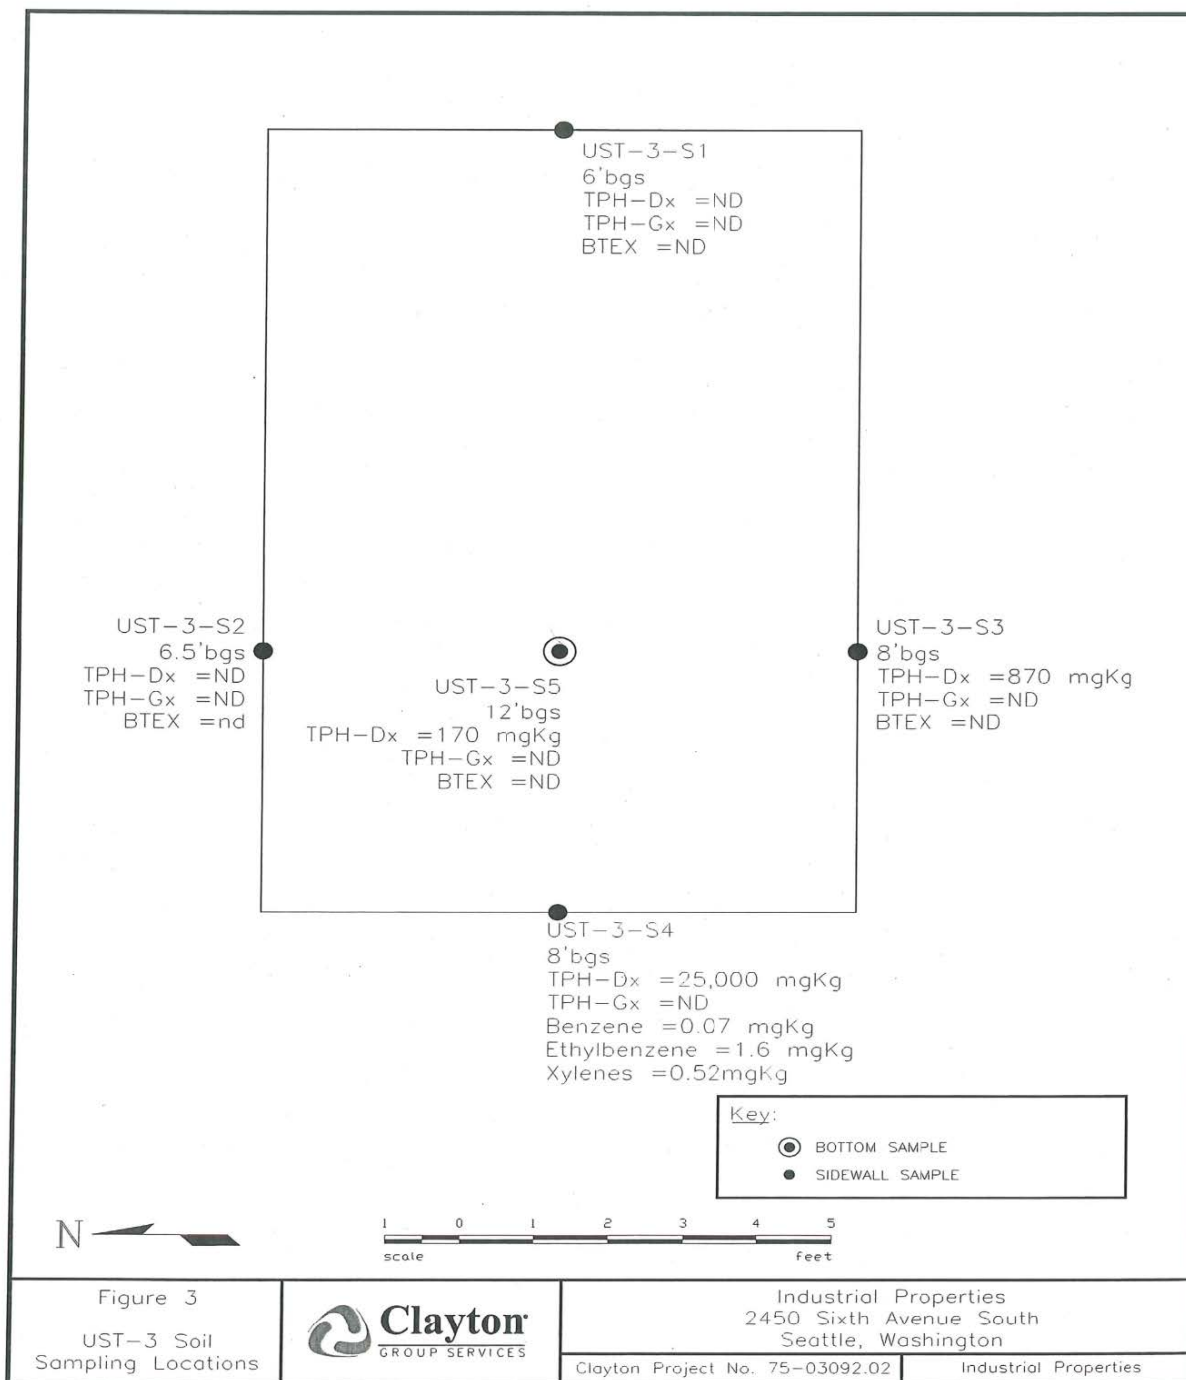 UST-3-S1
6'bgs
TPH-Dx =ND
TPH-Gx =ND
BTEX =ND
UST-3-S2
6.5'bgs
TPH-Dx =ND
TPH-Gx =ND
BTEX =nd
UST-3-S5
12'bgs
TPH-Dx =170 mgKg
TPH-Gx =ND
BTEX =ND
UST-3-S3
8'bgs
TPH-Dx =870 mgKg
TPH-Gx =ND
BTEX =ND
UST-3-S4
8'bgs
TPH-Dx =25,000 mgKg
TPH-Gx =ND
Benzene =0.07 mgKg
Ethylbenzene =1.6 mgKg
Xylenes =0.52mgKg
Key:
BOTTOM SAMPLE
SIDEWALL SAMPLE
N
1 0 1 2 3 4 5
scale feet
Figure 3
UST-3 Soil
Sampling Locations
Clayton
GROUP SERVICES
Industrial Properties
2450 Sixth Avenue South
Seattle, Washington
Clayton Project No. 75-03092.02
Industrial Properties